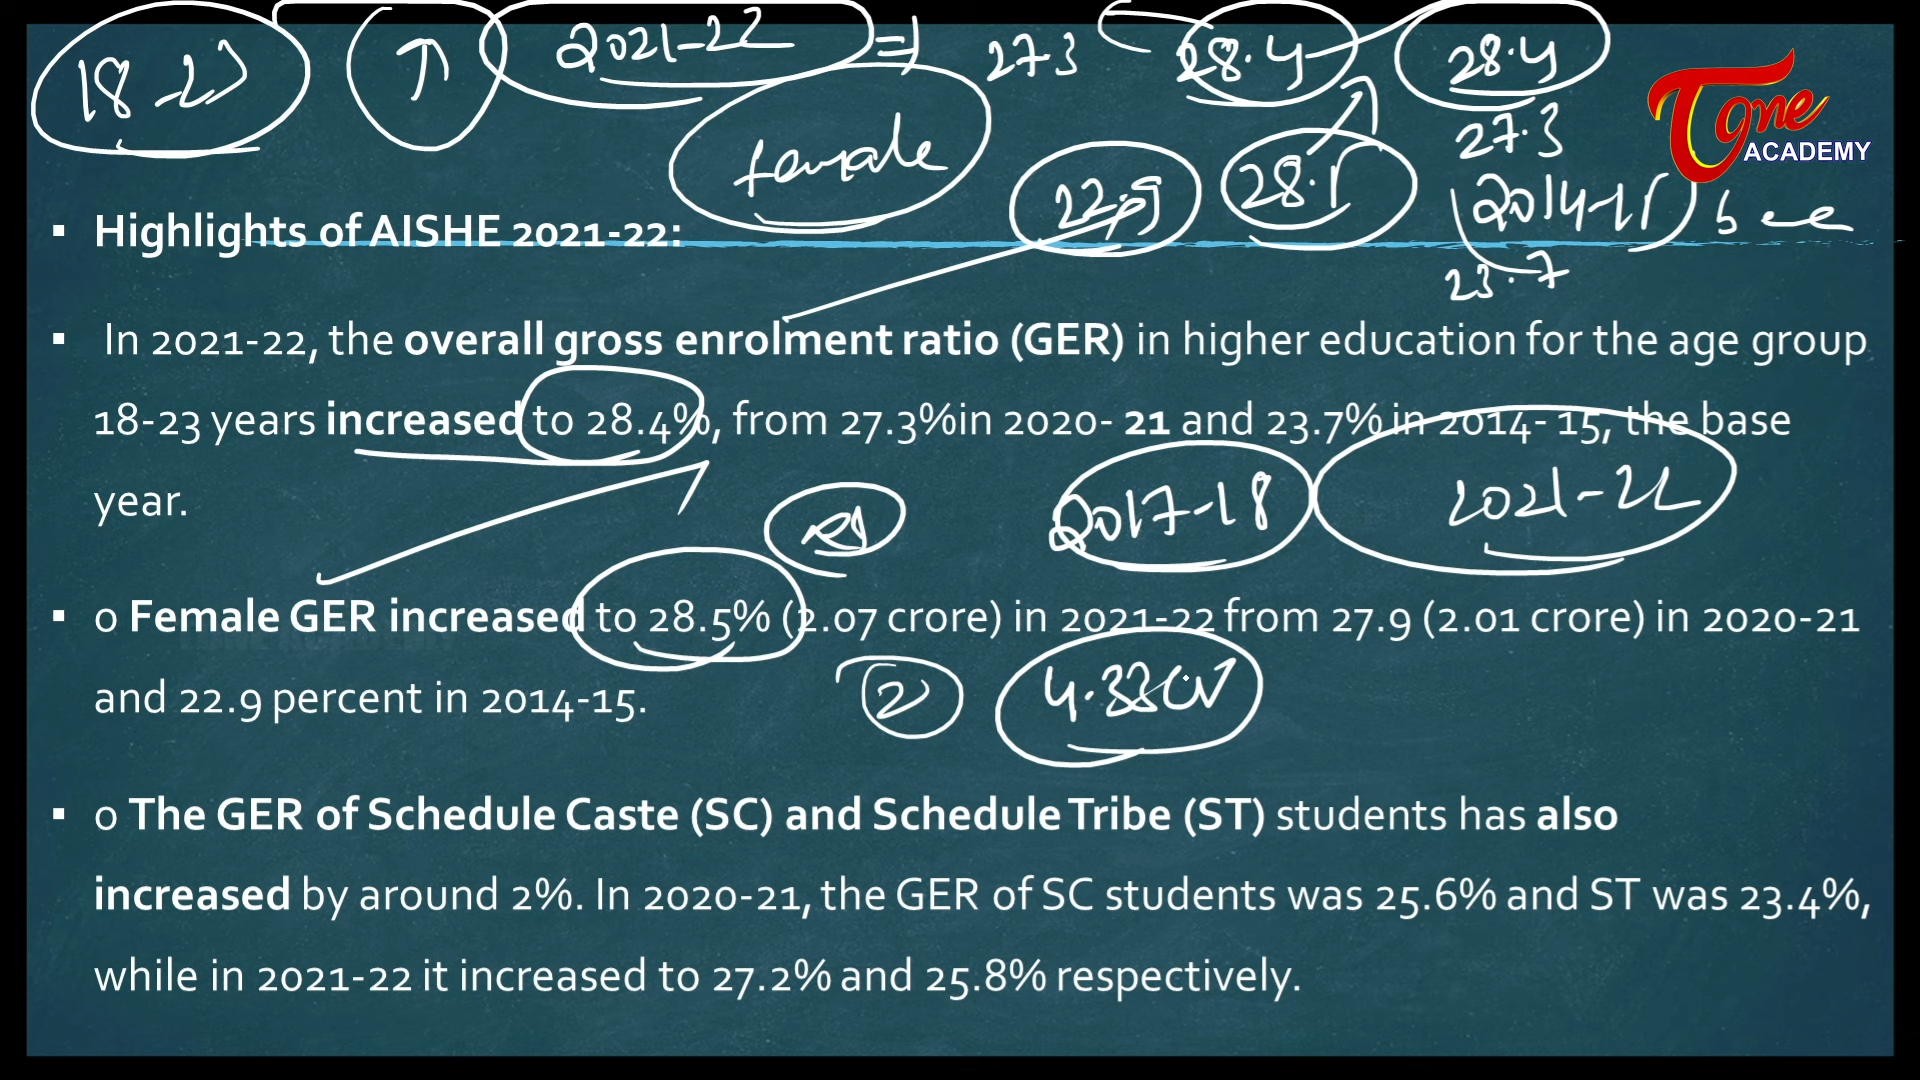 18-23 ↑ 2021-22 ⇒ 27.3 28.4 28.4
27.3
female 22.9 28.5 2014-15
23.7
Tone
ACADEMY
▪ Highlights of AISHE 2021-22:
▪ In 2021-22, the overall gross enrolment ratio (GER) in higher education for the age group
18-23 years increased to 28.4%, from 27.3%in 2020- 21 and 23.7% in 2014- 15, the base
year.
2017-18 2021-22
▪ o Female GER increased to 28.5% (2.07 crore) in 2021-22 from 27.9 (2.01 crore) in 2020-21
and 22.9 percent in 2014-15.
2 4.33Cr
▪ o The GER of Schedule Caste (SC) and Schedule Tribe (ST) students has also
increased by around 2%. In 2020-21, the GER of SC students was 25.6% and ST was 23.4%,
while in 2021-22 it increased to 27.2% and 25.8% respectively.